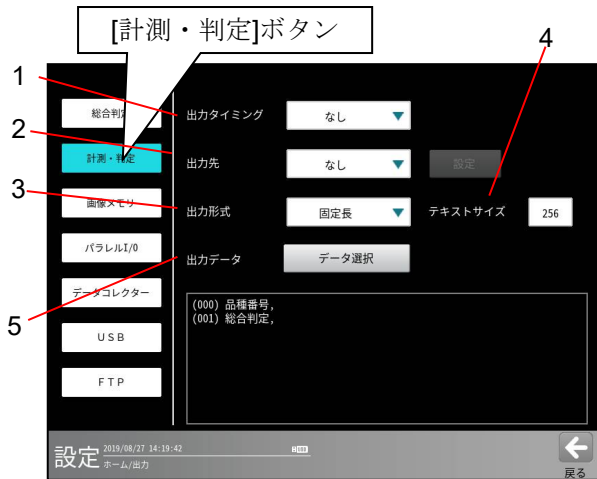 [計測・判定]ボタン
4
1
総合判定
出力タイミング
なし
2
計測・判定
出力先
なし
設定
3
画像メモリ
出力形式
固定長
テキストサイズ
256
パラレルI/O
出力データ
データ選択
データコレクター
5
(000) 品種番号,
(001) 総合判定,
USB
FTP
設定
2019/08/27 14:19:42
ホーム/出力
戻る